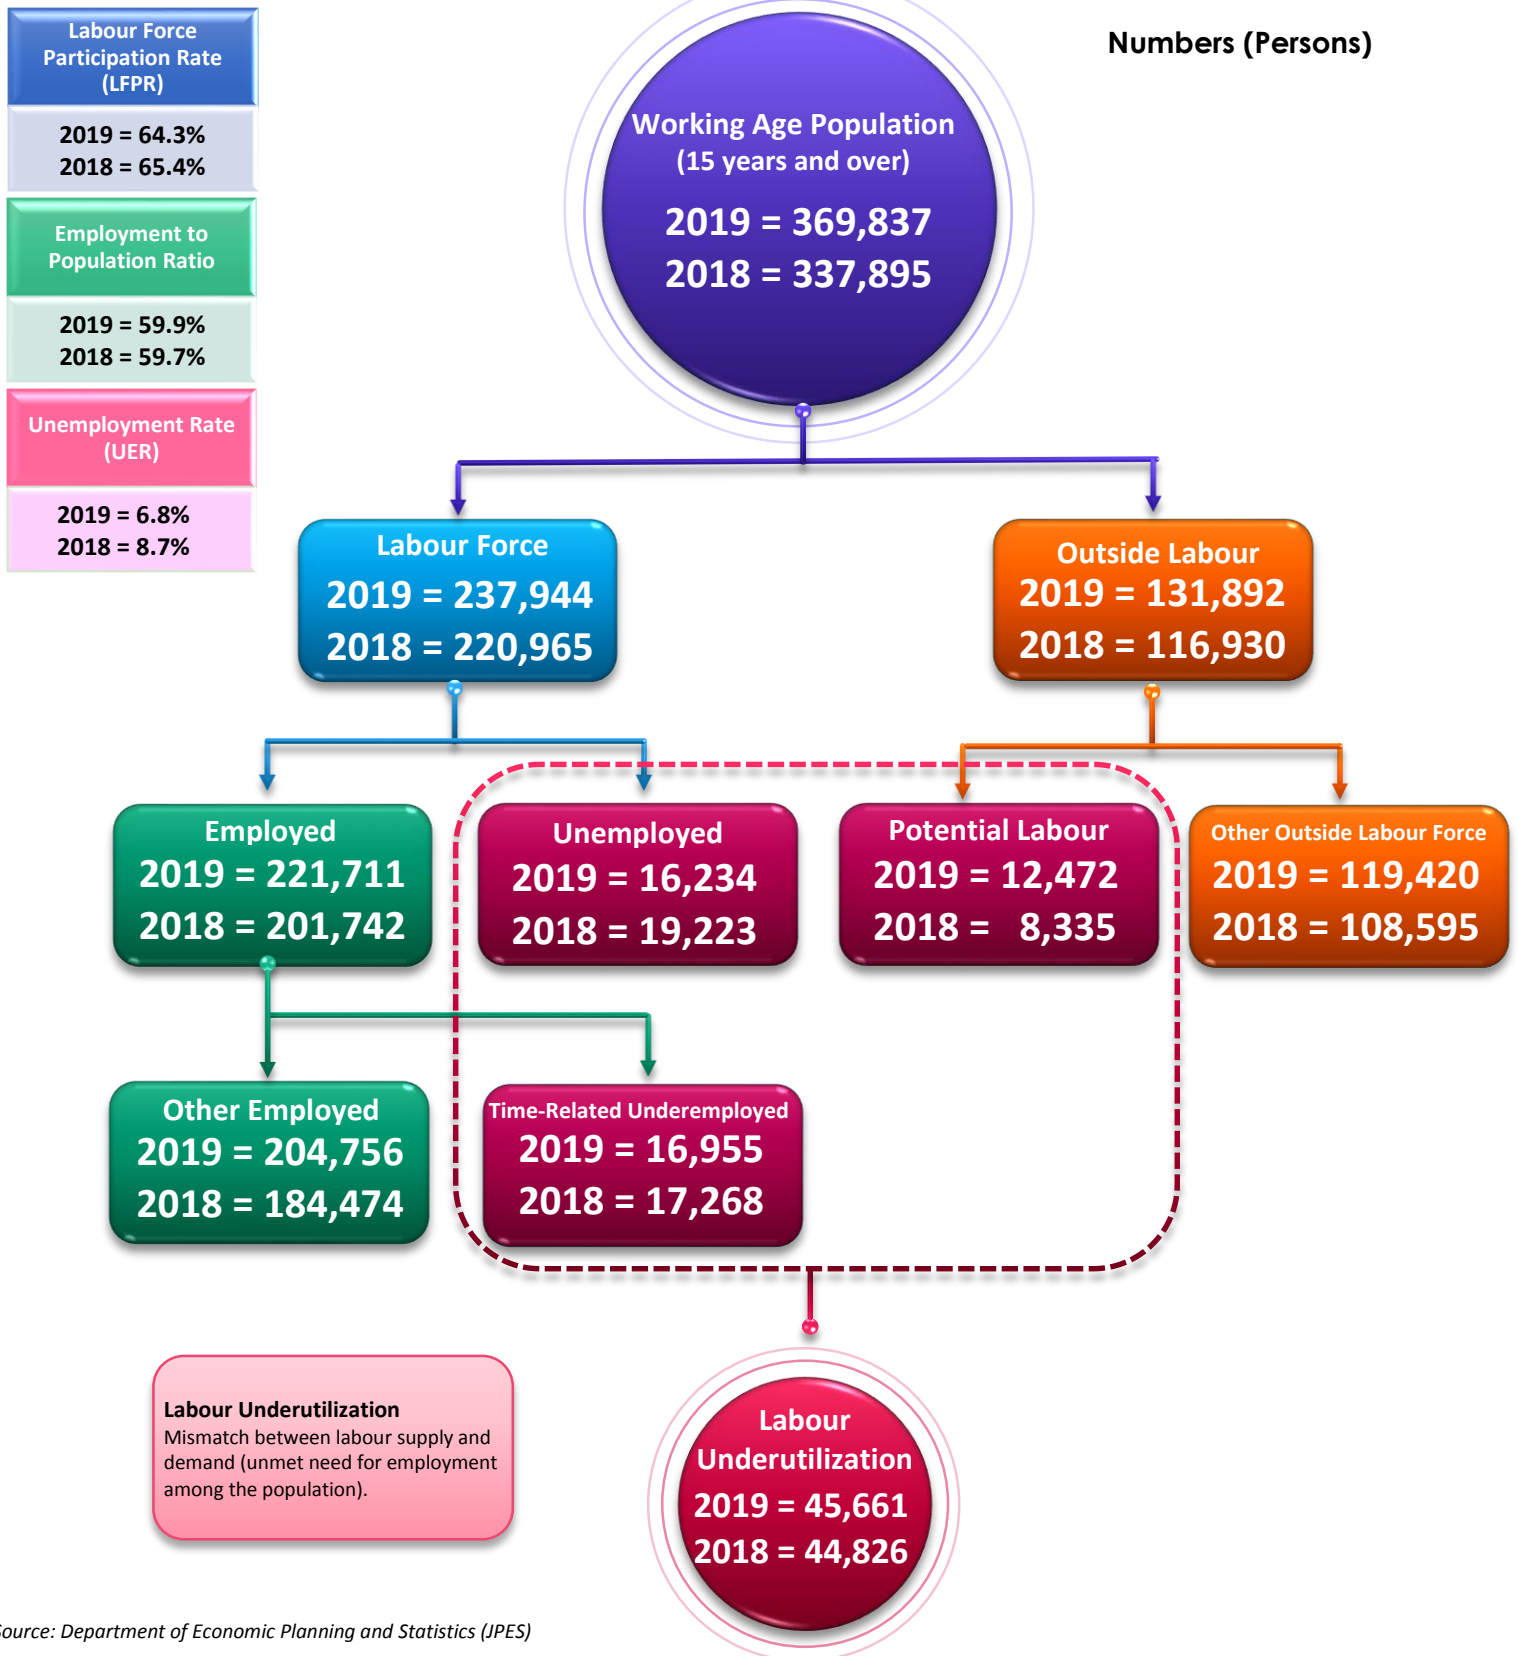 Labour Force
Participation Rate
(LFPR)
2019 = 64.3%
2018 = 65.4%
Employment to
Population Ratio
2019 = 59.9%
2018 = 59.7%
Unemployment Rate
(UER)
2019 = 6.8%
2018 = 8.7%
Numbers (Persons)
Working Age Population
(15 years and over)
2019 = 369,837
2018 = 337,895
Labour Force
2019 = 237,944
2018 = 220,965
Outside Labour
2019 = 131,892
2018 = 116,930
Employed
2019 = 221,711
2018 = 201,742
Unemployed
2019 = 16,234
2018 = 19,223
Potential Labour
2019 = 12,472
2018 = 8,335
Other Outside Labour Force
2019 = 119,420
2018 = 108,595
Other Employed
2019 = 204,756
2018 = 184,474
Time-Related Underemployed
2019 = 16,955
2018 = 17,268
Labour Underutilization
Mismatch between labour supply and
demand (unmet need for employment
among the population).
Labour
Underutilization
2019 = 45,661
2018 = 44,826
Source: Department of Economic Planning and Statistics (JPES)